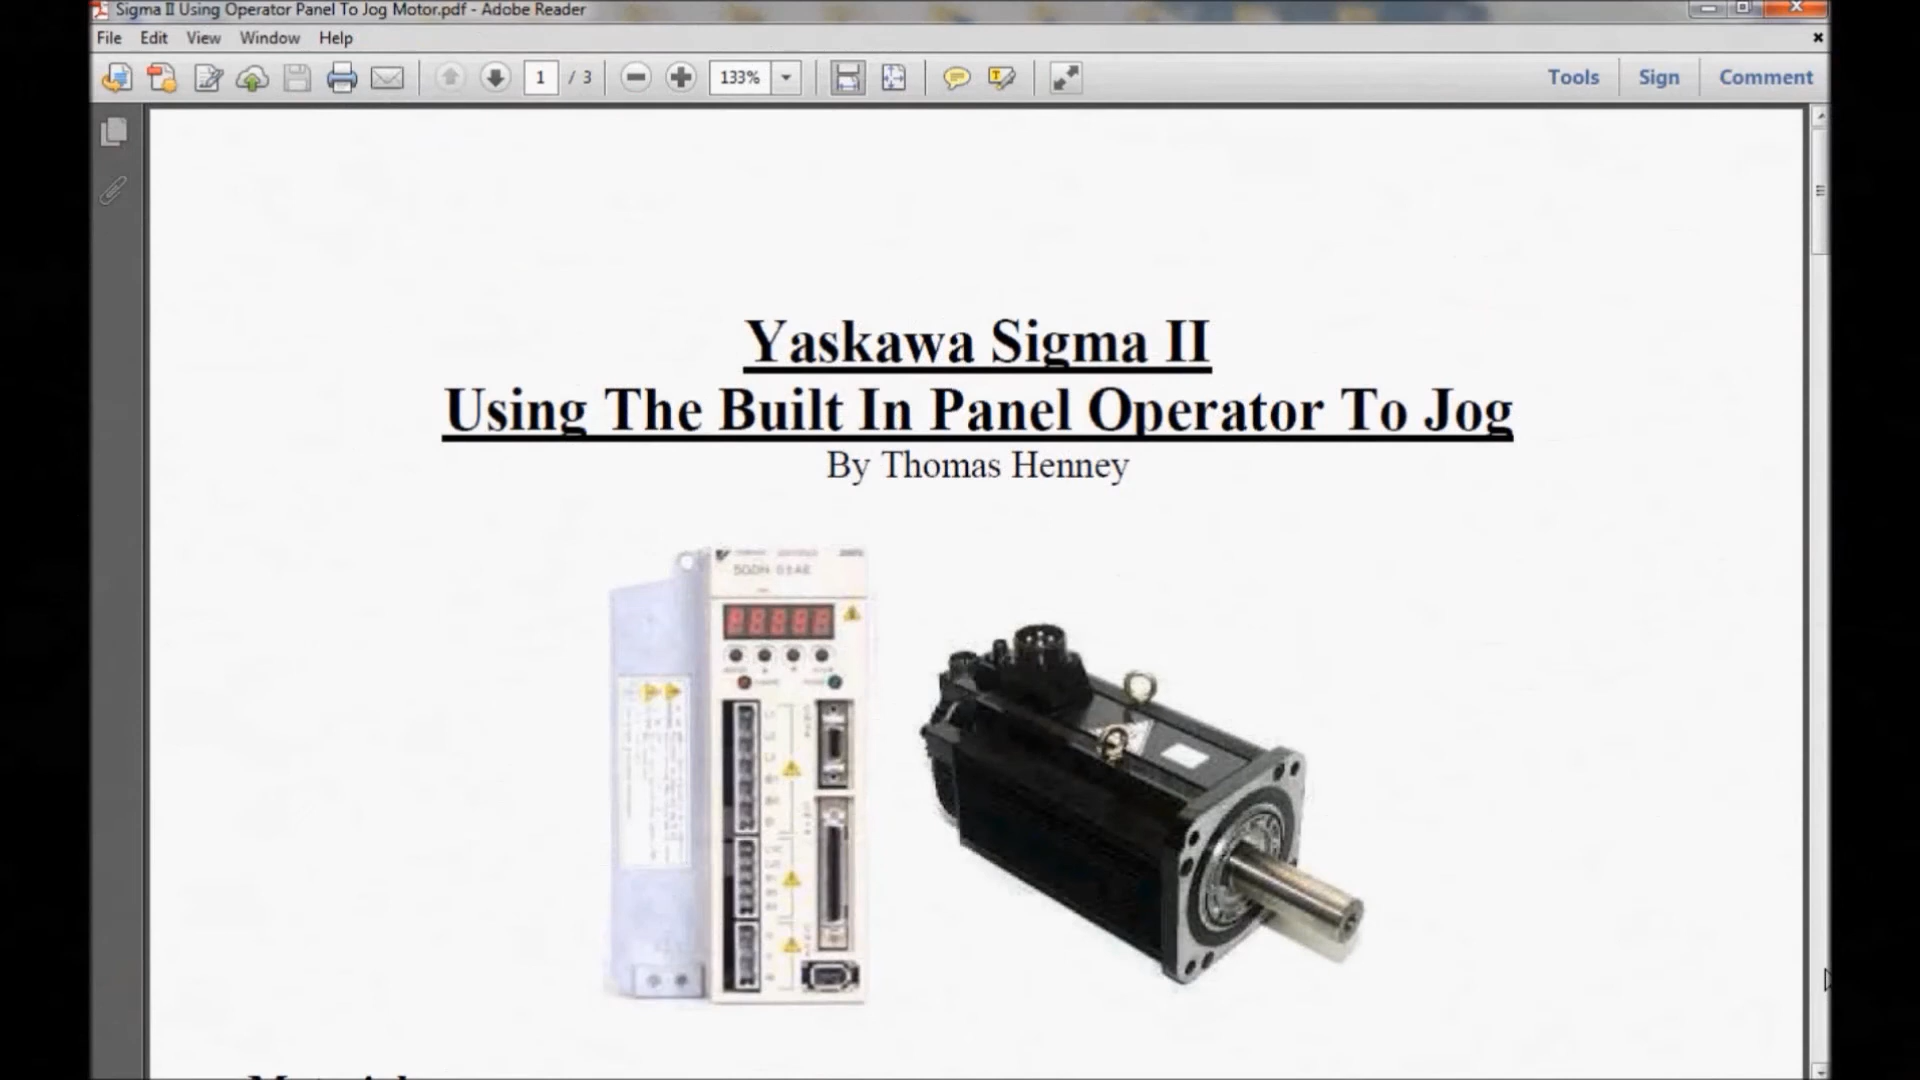 Sigma II Using Operator Panel To Jog Motor.pdf - Adobe Reader
File Edit View Window Help
1 / 3 133% Tools Sign Comment
Yaskawa Sigma II
Using The Built In Panel Operator To Jog
By Thomas Henney